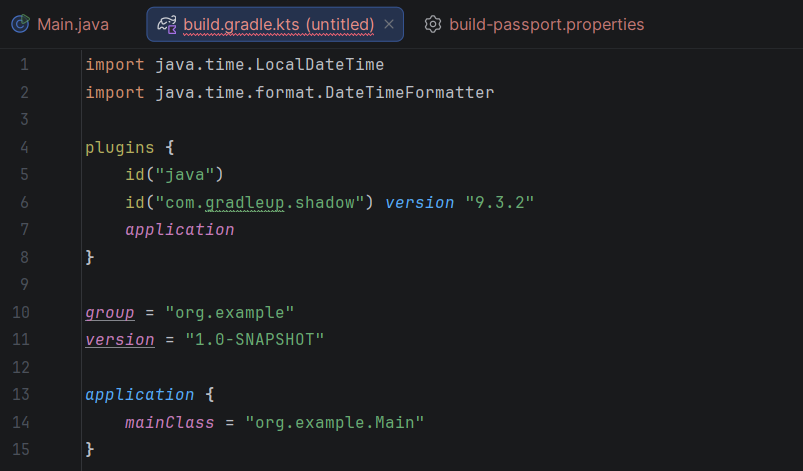 Main.java
build.gradle.kts (untitled)
build-passport.properties
1 import java.time.LocalDateTime
2 import java.time.format.DateTimeFormatter
3
4 plugins {
5     id("java")
6     id("com.gradleup.shadow") version "9.3.2"
7     application
8 }
9
10 group = "org.example"
11 version = "1.0-SNAPSHOT"
12
13 application {
14     mainClass = "org.example.Main"
15 }